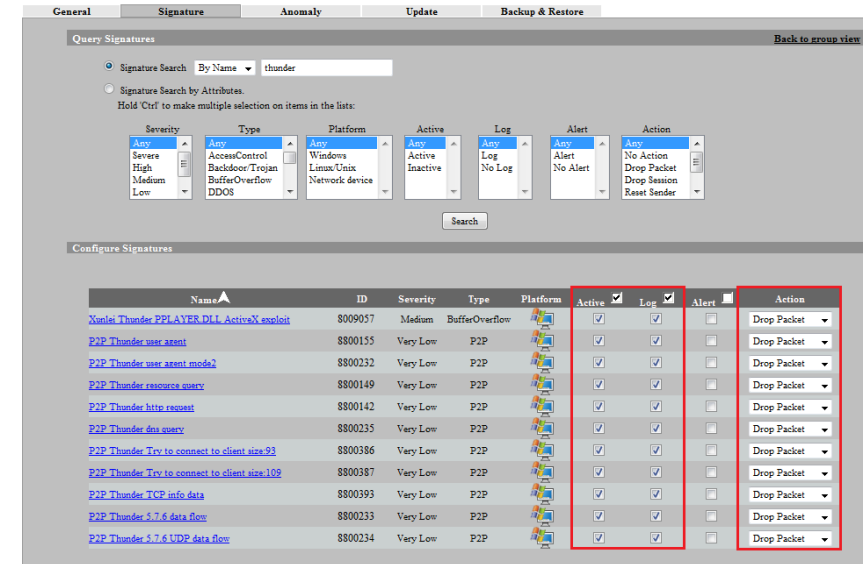 General Signature Anomaly Update Backup & Restore
Query Signatures Back to group view
Signature Search By Name thunder
Signature Search by Attributes.
Hold 'Ctrl' to make multiple selection on items in the lists:
Severity Type Platform Active Log Alert Action
Any Any Any Any Any Any Any
Severe AccessControl Windows Active Log Alert No Action
High Backdoor/Trojan Linux/Unix Inactive No Log No Alert Drop Packet
Medium BufferOverflow Network device Drop Session
Low DDOS Reset Sender
Search
Configure Signatures
Name ID Severity Type Platform Active Log Alert Action
Xunlei Thunder PPLAYER.DLL ActiveX exploit 8009057 Medium BufferOverflow Drop Packet
P2P Thunder user agent 8800155 Very Low P2P Drop Packet
P2P Thunder user agent mode2 8800232 Very Low P2P Drop Packet
P2P Thunder resource query 8800149 Very Low P2P Drop Packet
P2P Thunder http request 8800142 Very Low P2P Drop Packet
P2P Thunder dns query 8800235 Very Low P2P Drop Packet
P2P Thunder Try to connect to client size:93 8800386 Very Low P2P Drop Packet
P2P Thunder Try to connect to client size:109 8800387 Very Low P2P Drop Packet
P2P Thunder TCP info data 8800393 Very Low P2P Drop Packet
P2P Thunder 5.7.6 data flow 8800233 Very Low P2P Drop Packet
P2P Thunder 5.7.6 UDP data flow 8800234 Very Low P2P Drop Packet